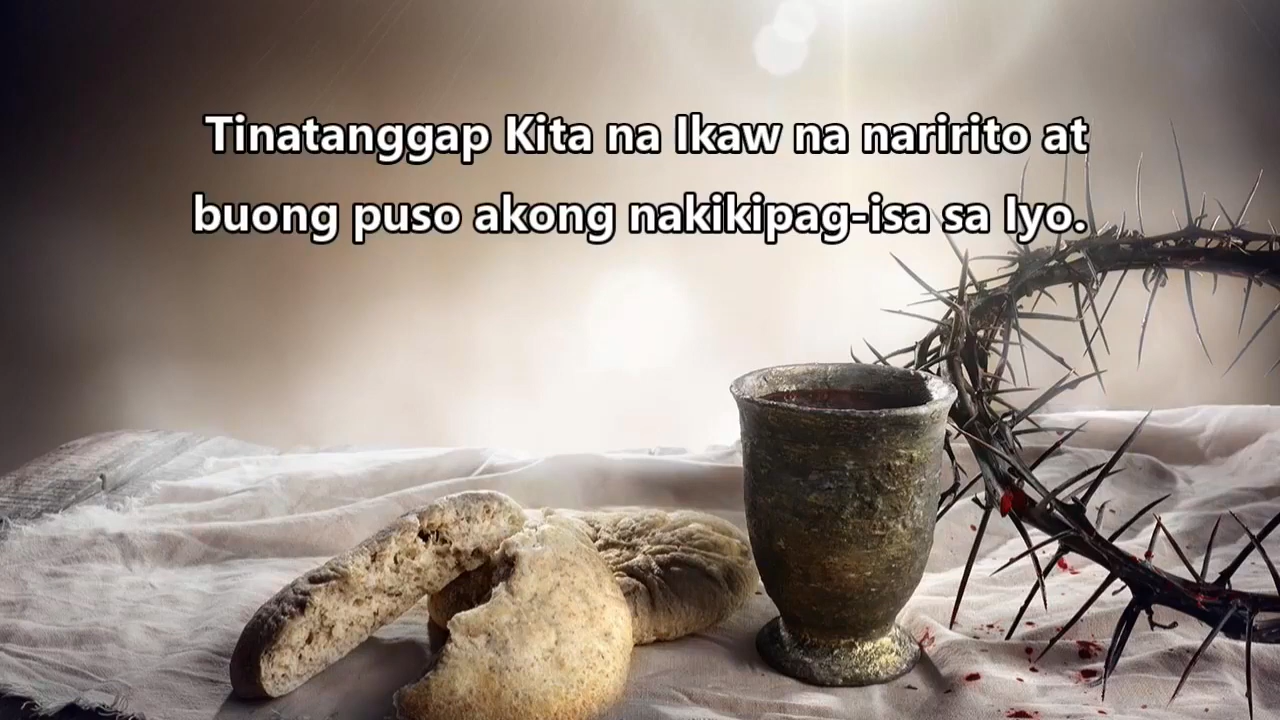 Tinatanggap Kita na Ikaw na naririto at
buong puso akong nakikipag-isa sa Iyo.